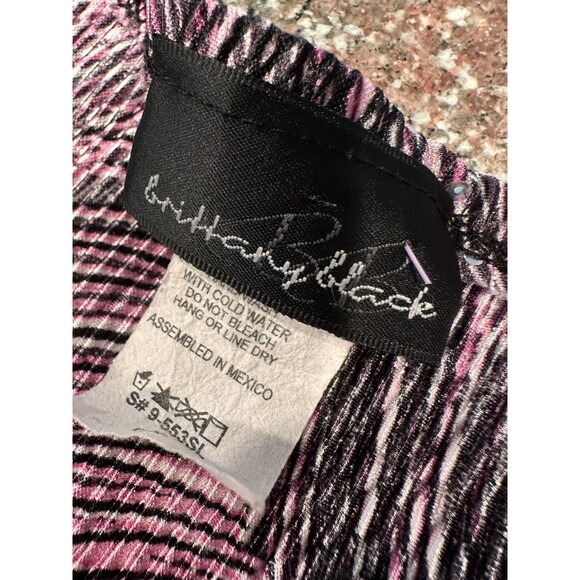 brittany black
WITH COLD WATER
DO NOT BLEACH
HANG OR LINE DRY
ASSEMBLED IN MEXICO
S# 9-553SL